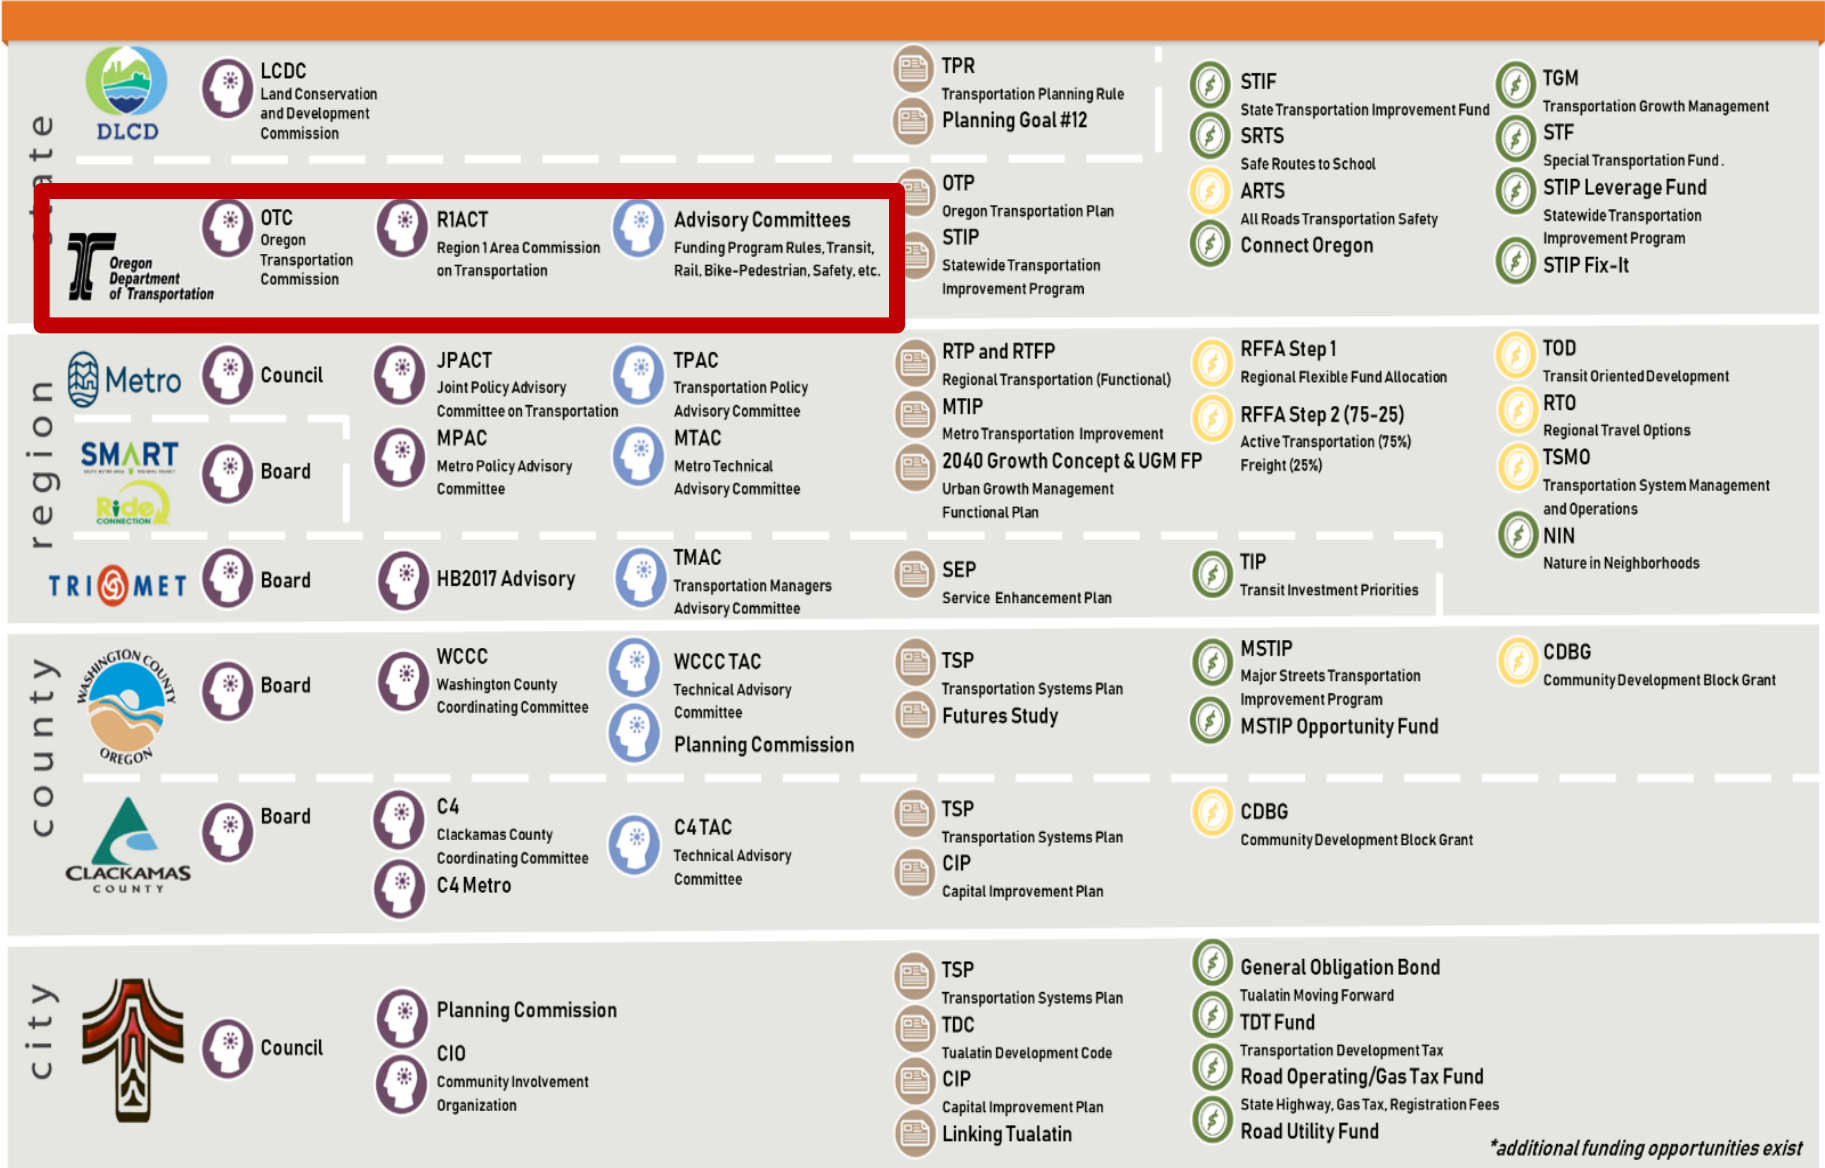 state
DLCD
LCDC
Land Conservation
and Development
Commission
TPR
Transportation Planning Rule
Planning Goal #12
STIF
State Transportation Improvement Fund
SRTS
Safe Routes to School
ARTS
All Roads Transportation Safety
Connect Oregon
TGM
Transportation Growth Management
STF
Special Transportation Fund .
STIP Leverage Fund
Statewide Transportation
Improvement Program
STIP Fix-It
Oregon
Department
of Transportation
OTC
Oregon
Transportation
Commission
R1ACT
Region 1 Area Commission
on Transportation
Advisory Committees
Funding Program Rules, Transit,
Rail, Bike-Pedestrian, Safety, etc.
OTP
Oregon Transportation Plan
STIP
Statewide Transportation
Improvement Program
region
Metro
Council
JPACT
Joint Policy Advisory
Committee on Transportation
MPAC
Metro Policy Advisory
Committee
TPAC
Transportation Policy
Advisory Committee
MTAC
Metro Technical
Advisory Committee
RTP and RTFP
Regional Transportation (Functional)
MTIP
Metro Transportation Improvement
2040 Growth Concept & UGM FP
Urban Growth Management
Functional Plan
RFFA Step 1
Regional Flexible Fund Allocation
RFFA Step 2 (75-25)
Active Transportation (75%)
Freight (25%)
TOD
Transit Oriented Development
RTO
Regional Travel Options
TSMO
Transportation System Management
and Operations
NIN
Nature in Neighborhoods
SMART
Ride
CONNECTION
Board
TRI MET
Board
HB2017 Advisory
TMAC
Transportation Managers
Advisory Committee
SEP
Service Enhancement Plan
TIP
Transit Investment Priorities
county
WASHINGTON COUNTY
OREGON
Board
WCCC
Washington County
Coordinating Committee
WCCC TAC
Technical Advisory
Committee
Planning Commission
TSP
Transportation Systems Plan
Futures Study
MSTIP
Major Streets Transportation
Improvement Program
MSTIP Opportunity Fund
CDBG
Community Development Block Grant
CLACKAMAS
COUNTY
Board
C4
Clackamas County
Coordinating Committee
C4 Metro
C4 TAC
Technical Advisory
Committee
TSP
Transportation Systems Plan
CIP
Capital Improvement Plan
CDBG
Community Development Block Grant
city
Council
Planning Commission
CIO
Community Involvement
Organization
TSP
Transportation Systems Plan
TDC
Tualatin Development Code
CIP
Capital Improvement Plan
Linking Tualatin
General Obligation Bond
Tualatin Moving Forward
TDT Fund
Transportation Development Tax
Road Operating/Gas Tax Fund
State Highway, Gas Tax, Registration Fees
Road Utility Fund
*additional funding opportunities exist